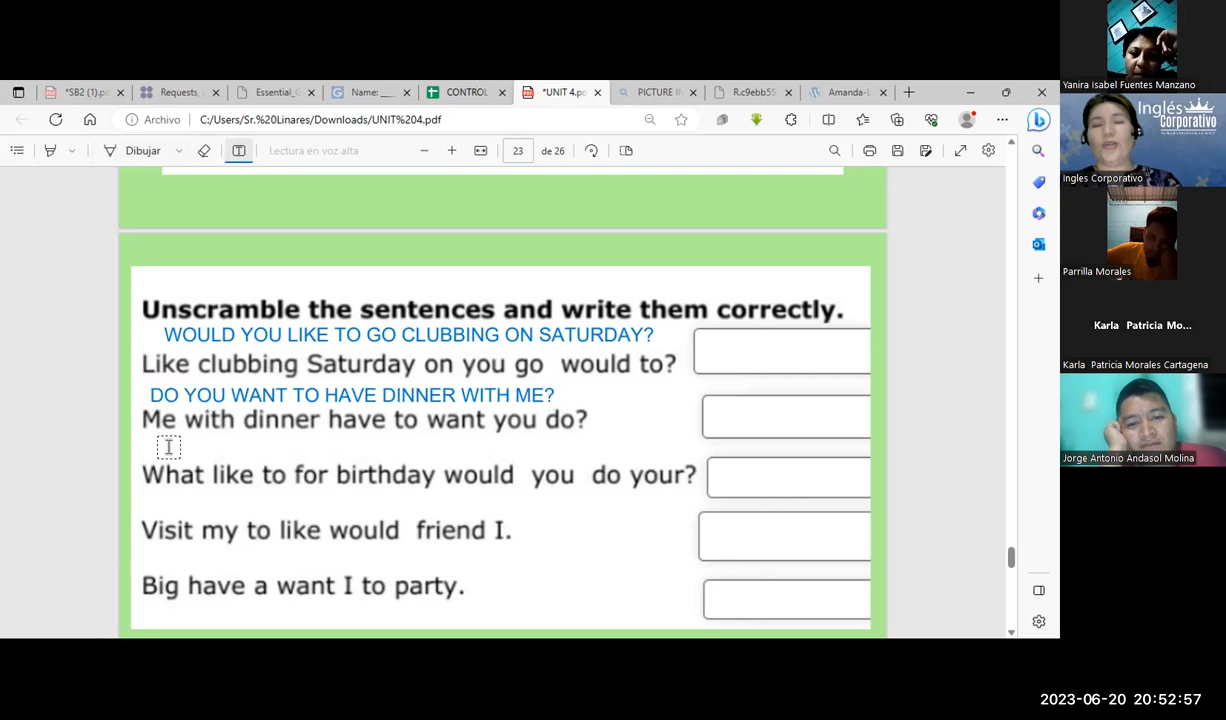 Yanira Isabel Fuentes Manzano
*SB2 (1).p
Requests,
Essential_
Name: ___
CONTROL
*UNIT 4.p
PICTURE I
R.c9ebb55
Amanda-L
Archivo
C:/Users/Sr.%20Linares/Downloads/UNIT%204.pdf
Inglés
Corporativo
Dibujar
Lectura en voz alta
23
de 26
Ingles Corporativo
Unscramble the sentences and write them correctly.
WOULD YOU LIKE TO GO CLUBBING ON SATURDAY?
Like clubbing Saturday on you go would to?
DO YOU WANT TO HAVE DINNER WITH ME?
Me with dinner have to want you do?
What like to for birthday would you do your?
Visit my to like would friend I.
Big have a want I to party.
Parrilla Morales
Karla Patricia Mo...
Karla Patricia Morales Cartagena
Jorge Antonio Andasol Molina
2023-06-20 20:52:57